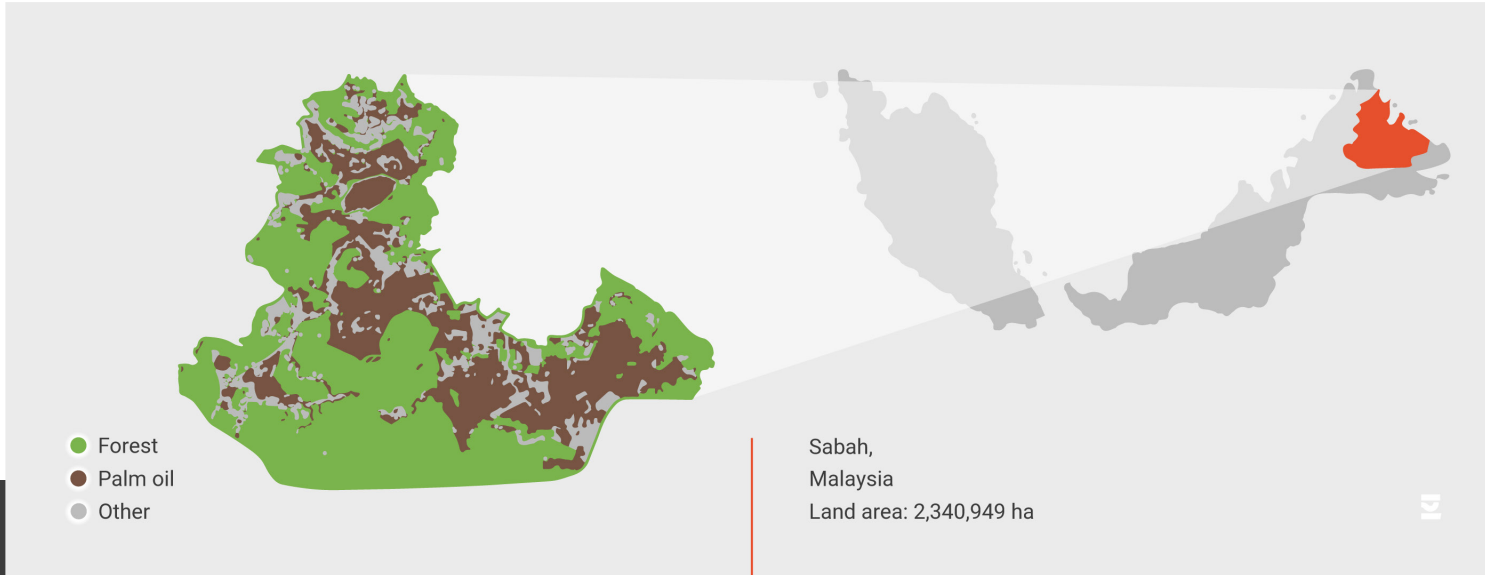 Forest
Palm oil
Other
Sabah,
Malaysia
Land area: 2,340,949 ha